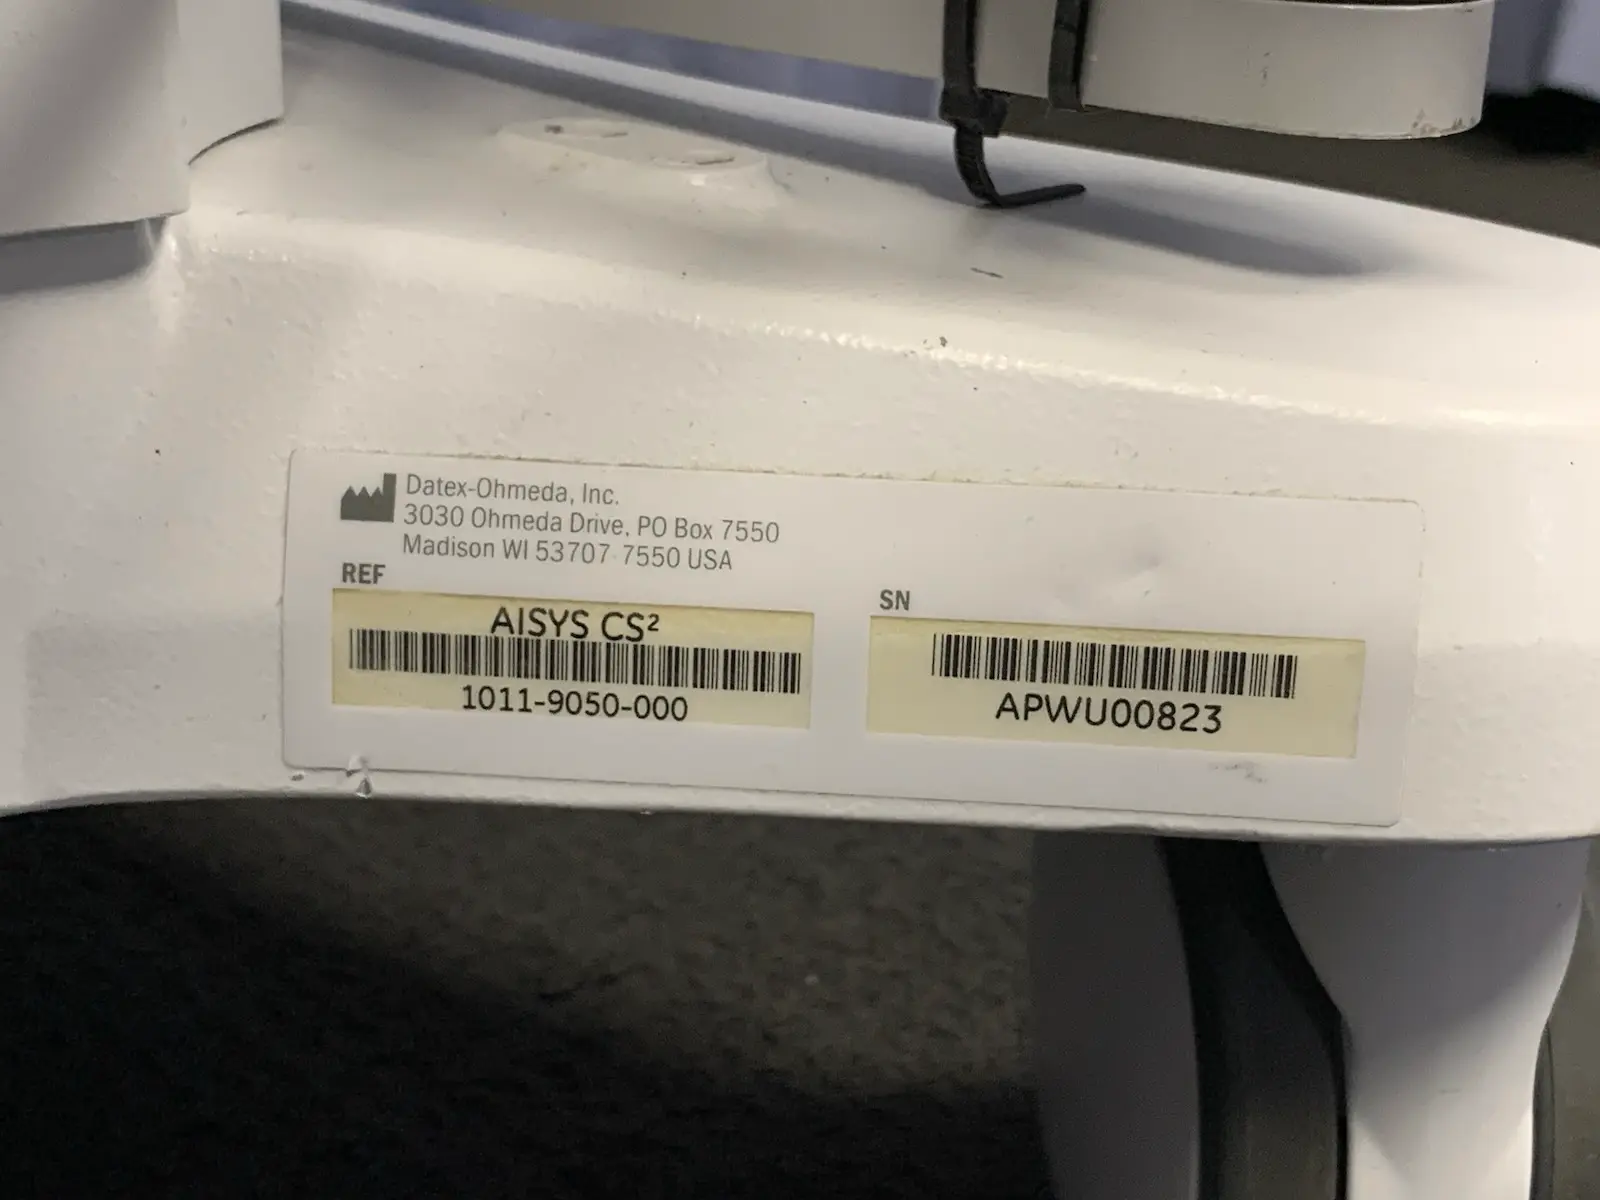 Datex-Ohmeda, Inc.
3030 Ohmeda Drive, PO Box 7550
Madison WI 53707-7550 USA
REF
AISYS CS²
1011-9050-000
SN
APWU00823